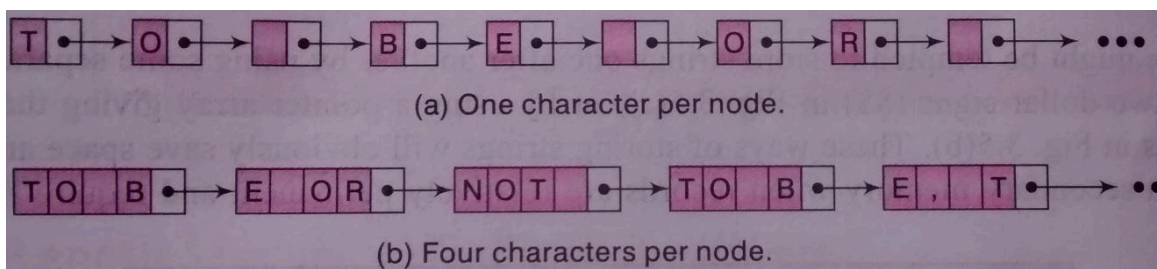 T O B E O R ••••
(a) One character per node.
T O B E O R N O T T O B E , T •••
(b) Four characters per node.